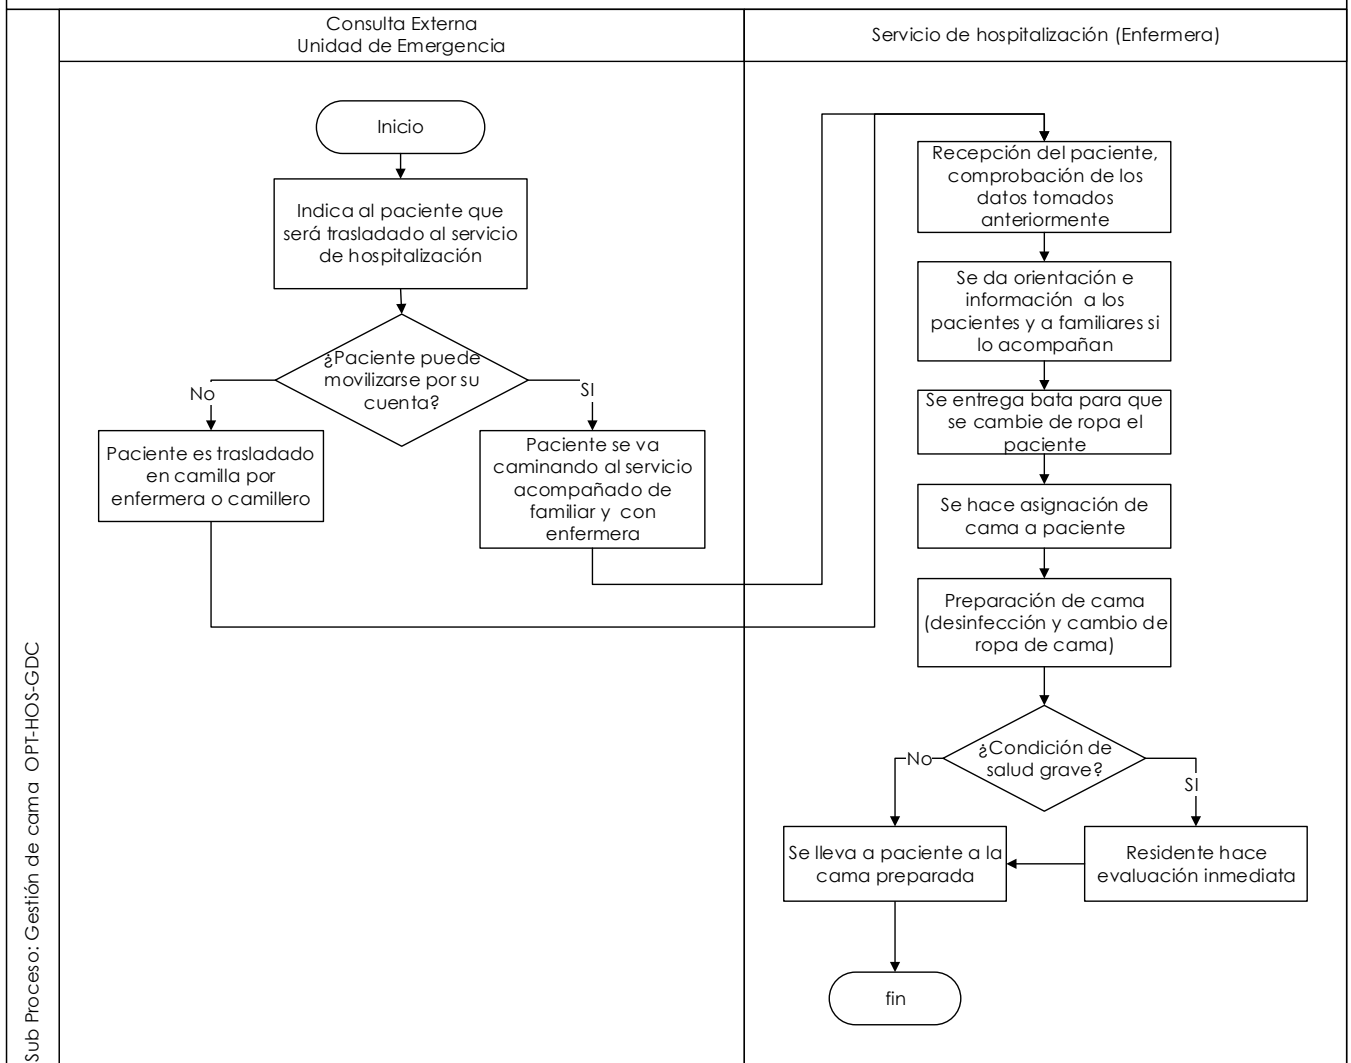 Consulta Externa
Unidad de Emergencia
Servicio de hospitalización (Enfermera)
Inicio
Indica al paciente que
será trasladado al servicio
de hospitalización
¿Paciente puede
movilizarse por su
cuenta?
No
SI
Paciente es trasladado
en camilla por
enfermera o camillero
Paciente se va
caminando al servicio
acompañado de
familiar y con
enfermera
Recepción del paciente,
comprobación de los
datos tomados
anteriormente
Se da orientación e
información a los
pacientes y a familiares si
lo acompañan
Se entrega bata para que
se cambie de ropa el
paciente
Se hace asignación de
cama a paciente
Preparación de cama
(desinfección y cambio de
ropa de cama)
¿Condición de
salud grave?
No
SI
Se lleva a paciente a la
cama preparada
Residente hace
evaluación inmediata
fin
Sub Proceso: Gestión de cama OPT-HOS-GDC